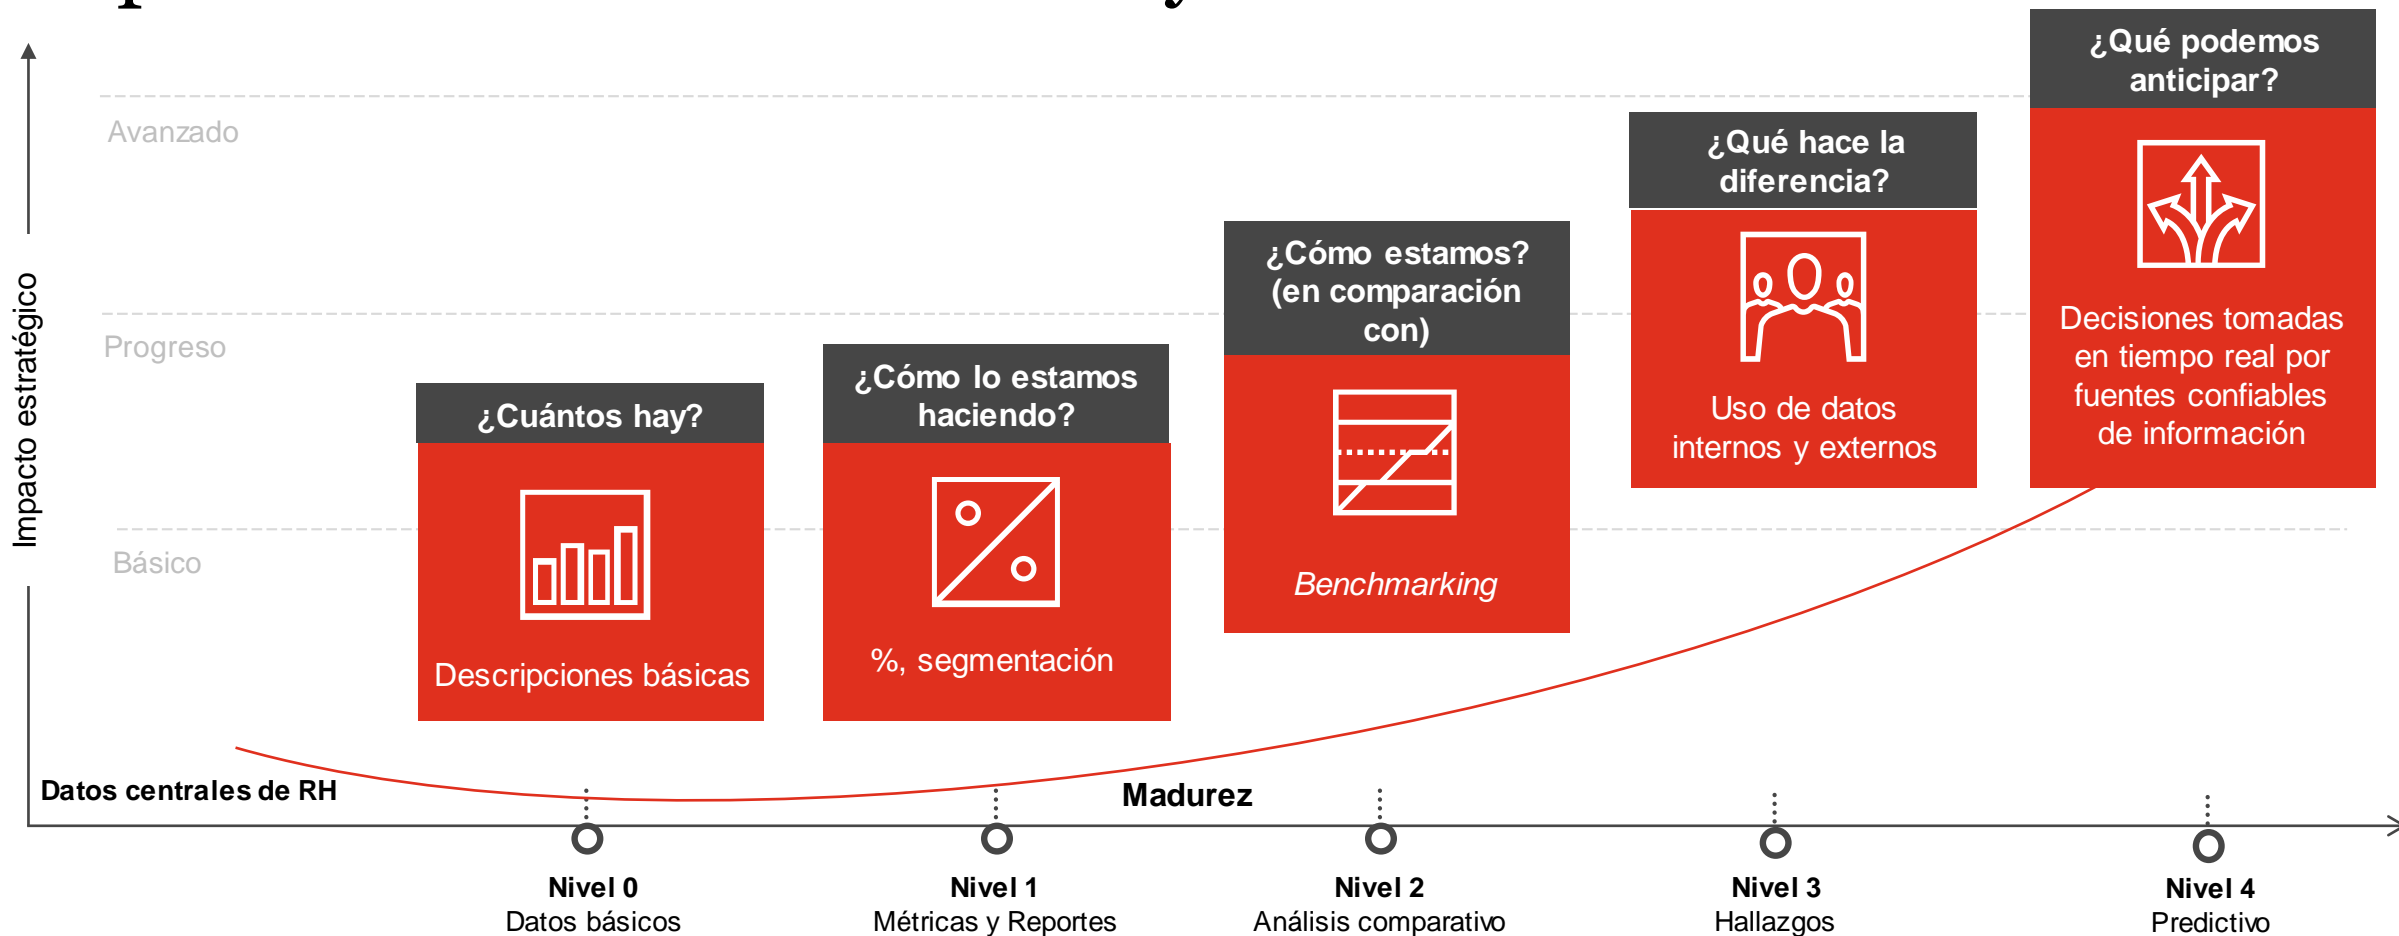 ¿Qué podemos
anticipar?
Avanzado
¿Qué hace la
diferencia?
¿Cómo estamos?
(en comparación
con)
Impacto estratégico
Progreso
Decisiones tomadas
en tiempo real por
fuentes confiables
de información
¿Cómo lo estamos
haciendo?
¿Cuántos hay?
Uso de datos
internos y externos
Básico
Benchmarking
%, segmentación
Descripciones básicas
Datos centrales de RH
Madurez
Nivel 0
Datos básicos
Nivel 1
Métricas y Reportes
Nivel 2
Análisis comparativo
Nivel 3
Hallazgos
Nivel 4
Predictivo